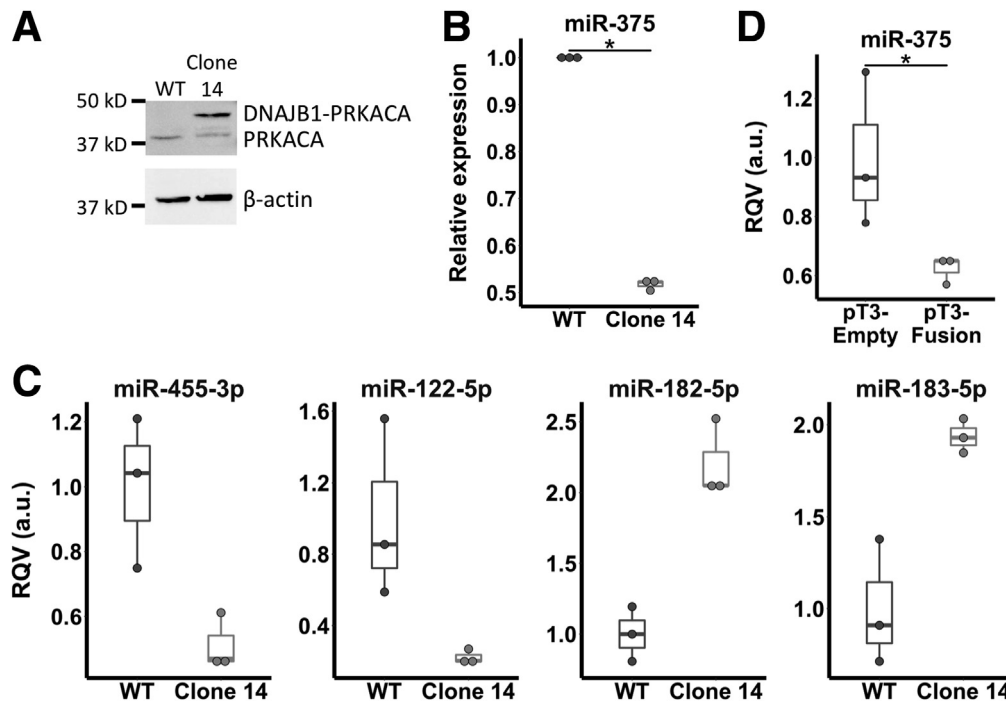 A
Clone
WT 14
50 kD
DNAJB1-PRKACA
37 kD
PRKACA
37 kD
β-actin
B
miR-375
*
Relative expression
1.0
0.9
0.8
0.7
0.6
0.5
WT Clone 14
D
miR-375
*
RQV (a.u.)
1.2
1.0
0.8
0.6
pT3- pT3-
Empty Fusion
C
miR-455-3p
RQV (a.u.)
1.2
1.0
0.8
0.6
WT Clone 14
miR-122-5p
1.6
1.2
0.8
0.4
WT Clone 14
miR-182-5p
2.5
2.0
1.5
1.0
WT Clone 14
miR-183-5p
2.0
1.5
1.0
WT Clone 14